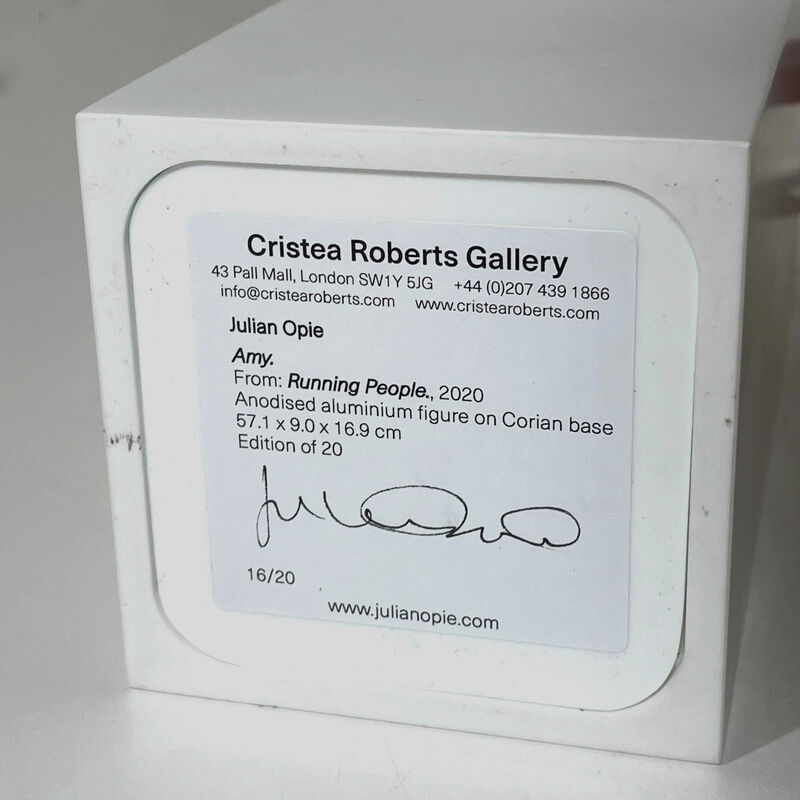 Cristea Roberts Gallery
43 Pall Mall, London SW1Y 5JG +44 (0)207 439 1866
info@cristearoberts.com www.cristearoberts.com
Julian Opie
Amy.
From: Running People., 2020
Anodised aluminium figure on Corian base
57.1 x 9.0 x 16.9 cm
Edition of 20
16/20
www.julianopie.com